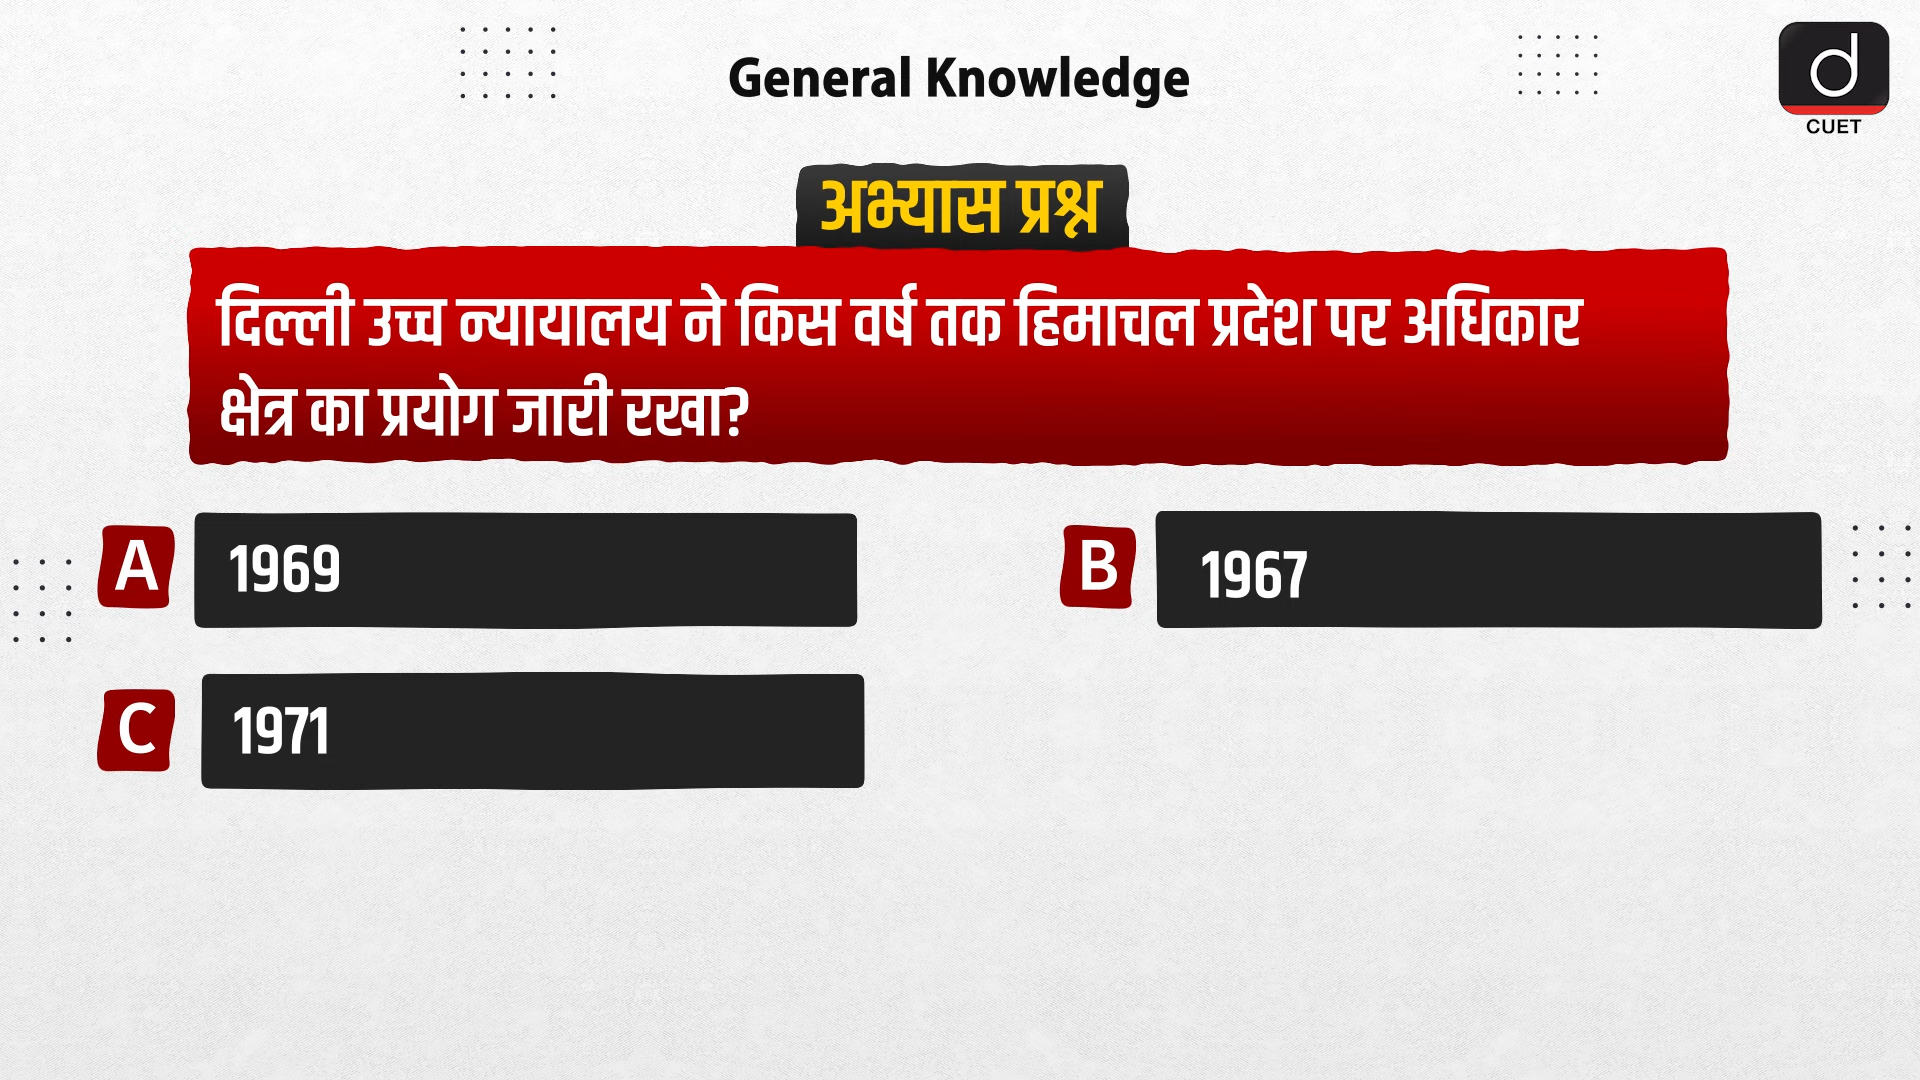 General Knowledge
d
CUET
अभ्यास प्रश्न
दिल्ली उच्च न्यायालय ने किस वर्ष तक हिमाचल प्रदेश पर अधिकार
क्षेत्र का प्रयोग जारी रखा?
A 1969
B 1967
C 1971